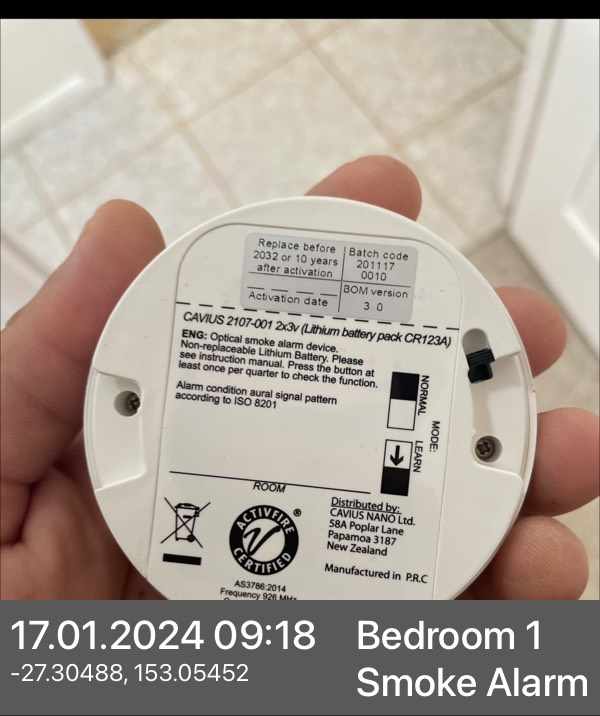 Replace before
2032 or 10 years
after activation
Activation date
Batch code
201117
0010
BOM version
3.0
CAVIUS 2107-001 2x3v (Lithium battery pack CR123A)
ENG: Optical smoke alarm device.
Non-replaceable Lithium Battery. Please
see instruction manual. Press the button at
least once per quarter to check the function.
Alarm condition aural signal pattern
according to ISO 8201
NORMAL
MODE:
LEARN
ROOM
ACTIVFIRE
®
CERTIFIED
AS3786:2014
Frequency 926 MHz
Distributed by:
CAVIUS NANO Ltd.
58A Poplar Lane
Papamoa 3187
New Zealand
Manufactured in P.R.C
17.01.2024 09:18
-27.30488, 153.05452
Bedroom 1
Smoke Alarm